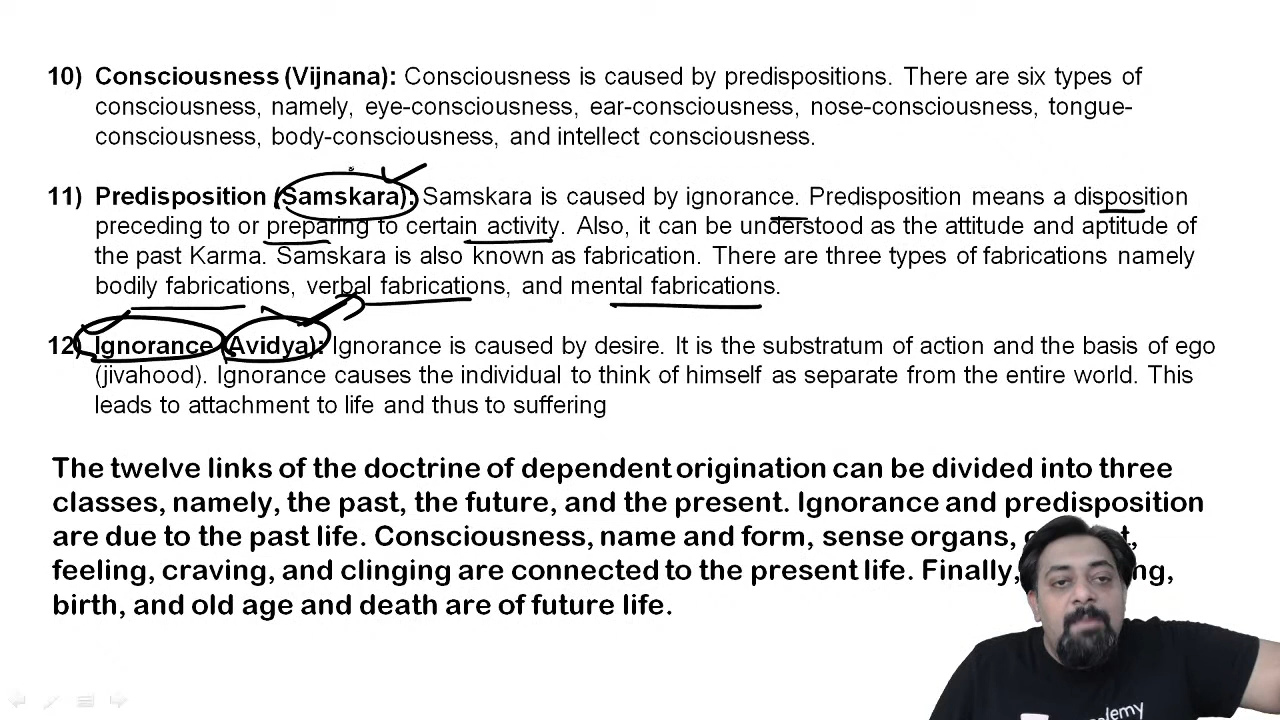 10) Consciousness (Vijnana): Consciousness is caused by predispositions. There are six types of
consciousness, namely, eye-consciousness, ear-consciousness, nose-consciousness, tongue-
consciousness, body-consciousness, and intellect consciousness.
11) Predisposition (Samskara): Samskara is caused by ignorance. Predisposition means a disposition
preceding to or preparing to certain activity. Also, it can be understood as the attitude and aptitude of
the past Karma. Samskara is also known as fabrication. There are three types of fabrications namely
bodily fabrications, verbal fabrications, and mental fabrications.
12) Ignorance (Avidya): Ignorance is caused by desire. It is the substratum of action and the basis of ego
(jivahood). Ignorance causes the individual to think of himself as separate from the entire world. This
leads to attachment to life and thus to suffering
The twelve links of the doctrine of dependent origination can be divided into three
classes, namely, the past, the future, and the present. Ignorance and predisposition
are due to the past life. Consciousness, name and form, sense organs,
feeling, craving, and clinging are connected to the present life. Finally,
birth, and old age and death are of future life.